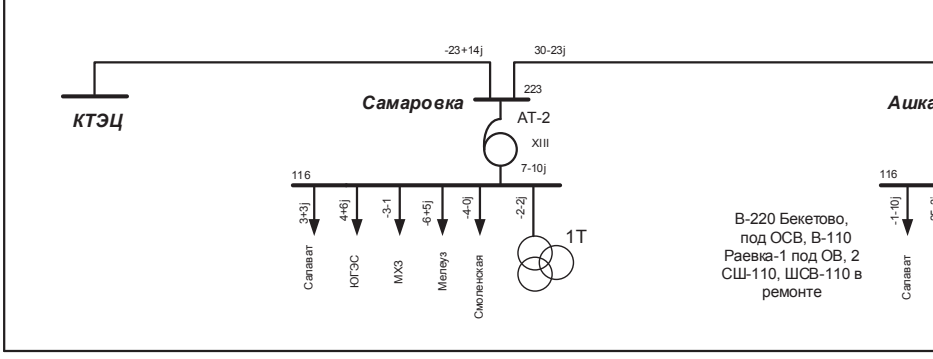 -23+14j
30-23j
Самаровка
223
Ашка
КТЭЦ
АТ-2
XIII
7-10j
116
116
3+3j
4+6j
-3-1
-6+5j
-4-0j
-2-2j
-1-10j
1Т
Салават
ЮГЭС
МХЗ
Мелеуз
Смоленская
Салават
В-220 Бекетово,
под ОСВ, В-110
Раевка-1 под ОВ, 2
СШ-110, ШСВ-110 в
ремонте